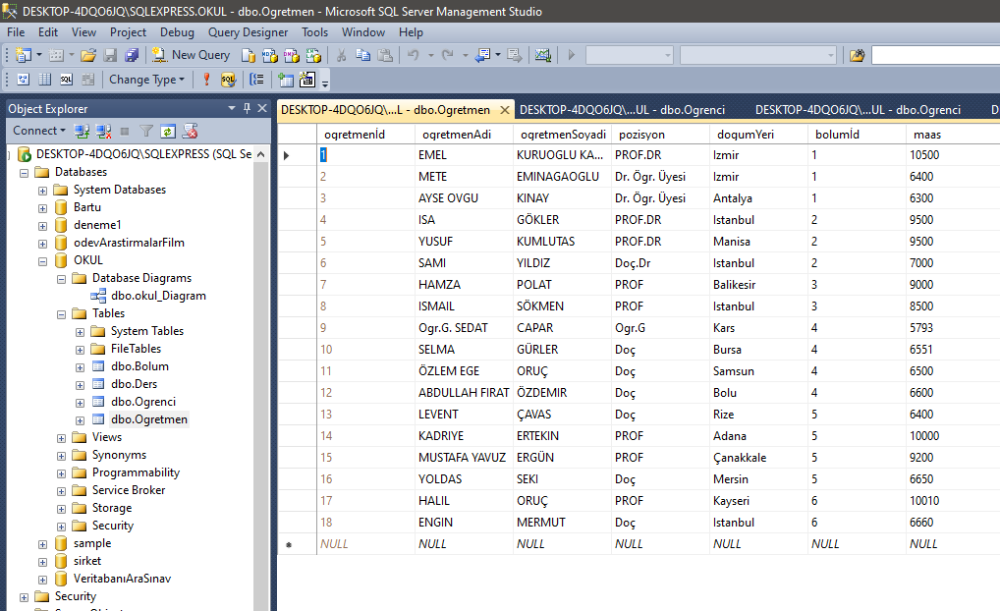 DESKTOP-4DQO6JQ\SQLEXPRESS.OKUL - dbo.Ogretmen - Microsoft SQL Server Management Studio
File Edit View Project Debug Query Designer Tools Window Help
New Query
Change Type
Object Explorer
Connect
DESKTOP-4DQO6JQ\SQLEXPRESS (SQL Se
Databases
System Databases
Bartu
deneme1
odevArastirmalarFilm
OKUL
Database Diagrams
dbo.okul_Diagram
Tables
System Tables
FileTables
dbo.Bolum
dbo.Ders
dbo.Ogrenci
dbo.Ogretmen
Views
Synonyms
Programmability
Service Broker
Storage
Security
sample
sirket
VeritabanıAraSınav
Security
DESKTOP-4DQO6JQ\...L - dbo.Ogretmen DESKTOP-4DQO6JQ\...UL - dbo.Ogrenci DESKTOP-4DQO6JQ\...UL - dbo.Ogrenci D
ogretmenId ogretmenAdi ogretmenSoyadi pozisyon dogumYeri bolumId maas
1 EMEL KURUOGLU KA... PROF.DR Izmir 1 10500
2 METE EMINAGAOGLU Dr. Ögr. Üyesi Izmir 1 6400
3 AYSE OVGU KINAY Dr. Ögr. Üyesi Antalya 1 6300
4 ISA GÖKLER PROF.DR Istanbul 2 9500
5 YUSUF KUMLUTAS PROF.DR Manisa 2 9500
6 SAMI YILDIZ Doç.Dr Istanbul 2 7000
7 HAMZA POLAT PROF Balikesir 3 9000
8 ISMAIL SÖKMEN PROF Istanbul 3 8500
9 Ogr.G. SEDAT CAPAR Ogr.G Kars 4 5793
10 SELMA GÜRLER Doç Bursa 4 6551
11 ÖZLEM EGE ORUÇ Doç Samsun 4 6500
12 ABDULLAH FIRAT ÖZDEMIR Doç Bolu 4 6600
13 LEVENT ÇAVAS Doç Rize 5 6400
14 KADRIYE ERTEKIN PROF Adana 5 10000
15 MUSTAFA YAVUZ ERGÜN PROF Çanakkale 5 9200
16 YOLDAS SEKI Doç Mersin 5 6650
17 HALIL ORUÇ PROF Kayseri 6 10010
18 ENGIN MERMUT Doç Istanbul 6 6660
NULL NULL NULL NULL NULL NULL NULL